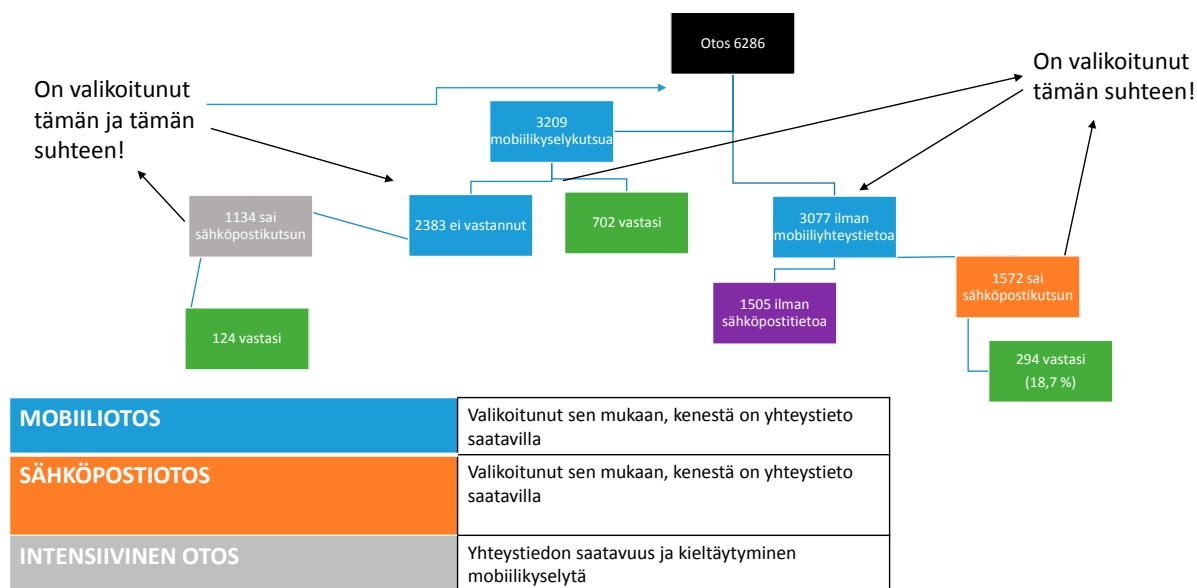 Otos 6286
On valikoitunut
tämän ja tämän
suhteen!
On valikoitunut
tämän suhteen!
3209
mobiilikyselykutsua
1134 sai
sähköpostikutsun
2383 ei vastannut
702 vastasi
3077 ilman
mobiiliyhteystietoa
1505 ilman
sähköpostitietoa
1572 sai
sähköpostikutsun
124 vastasi
294 vastasi
(18,7 %)
MOBIILIOTOS
Valikoitunut sen mukaan, kenestä on yhteystieto
saatavilla
SÄHKÖPOSTIOTOS
Valikoitunut sen mukaan, kenestä on yhteystieto
saatavilla
INTENSIIVINEN OTOS
Yhteystiedon saatavuus ja kieltäytyminen
mobiilikyselytä